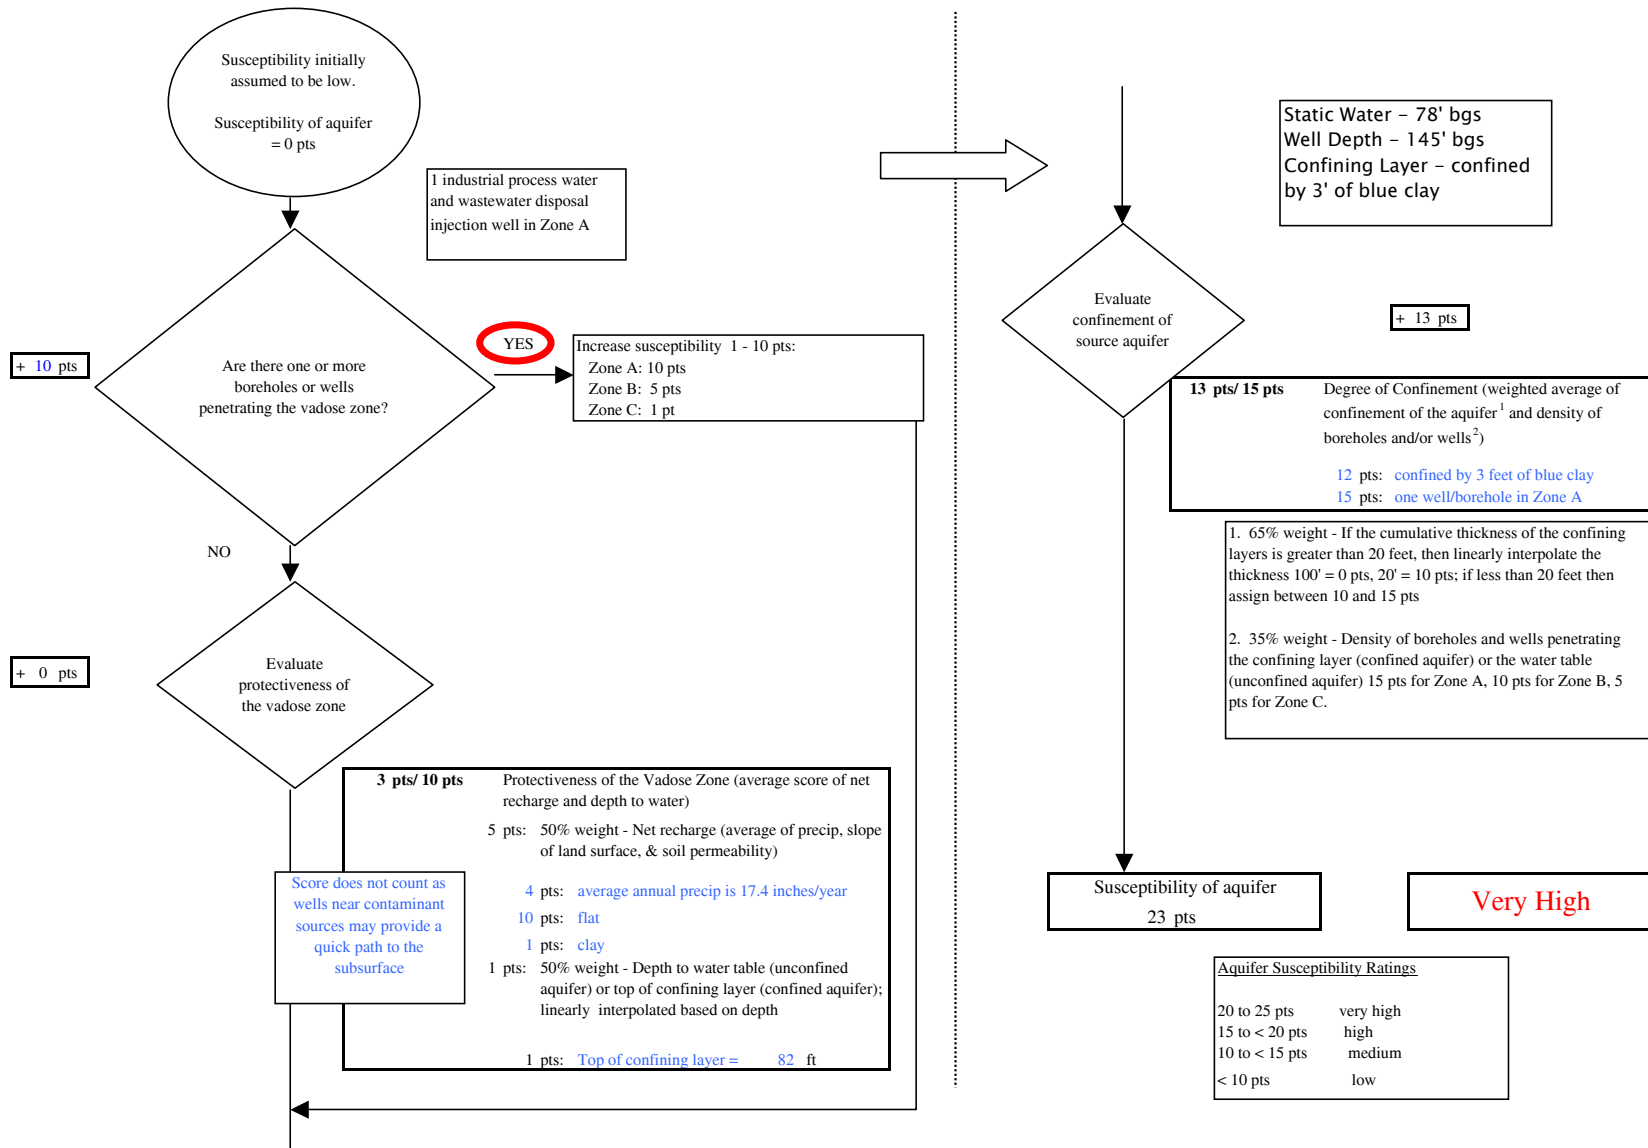 Susceptibility initially
assumed to be low.
Susceptibility of aquifer
= 0 pts
1 industrial process water
and wastewater disposal
injection well in Zone A
+ 10 pts
Are there one or more
boreholes or wells
penetrating the vadose zone?
YES
Increase susceptibility 1 - 10 pts:
Zone A: 10 pts
Zone B: 5 pts
Zone C: 1 pt
NO
+ 0 pts
Evaluate
protectiveness of
the vadose zone
3 pts/ 10 pts
Protectiveness of the Vadose Zone (average score of net
recharge and depth to water)
5 pts: 50% weight - Net recharge (average of precip, slope
of land surface, & soil permeability)
4 pts: average annual precip is 17.4 inches/year
10 pts: flat
1 pts: clay
1 pts: 50% weight - Depth to water table (unconfined
aquifer) or top of confining layer (confined aquifer);
linearly interpolated based on depth
1 pts: Top of confining layer = 82 ft
Score does not count as
wells near contaminant
sources may provide a
quick path to the
subsurface
Static Water – 78' bgs
Well Depth – 145' bgs
Confining Layer – confined
by 3' of blue clay
Evaluate
confinement of
source aquifer
+ 13 pts
13 pts/ 15 pts
Degree of Confinement (weighted average of
confinement of the aquifer1 and density of
boreholes and/or wells2)
12 pts: confined by 3 feet of blue clay
15 pts: one well/borehole in Zone A
1. 65% weight - If the cumulative thickness of the confining
layers is greater than 20 feet, then linearly interpolate the
thickness 100' = 0 pts, 20' = 10 pts; if less than 20 feet then
assign between 10 and 15 pts
2. 35% weight - Density of boreholes and wells penetrating
the confining layer (confined aquifer) or the water table
(unconfined aquifer) 15 pts for Zone A, 10 pts for Zone B, 5
pts for Zone C.
Susceptibility of aquifer
23 pts
Very High
Aquifer Susceptibility Ratings
20 to 25 pts very high
15 to < 20 pts high
10 to < 15 pts medium
< 10 pts low